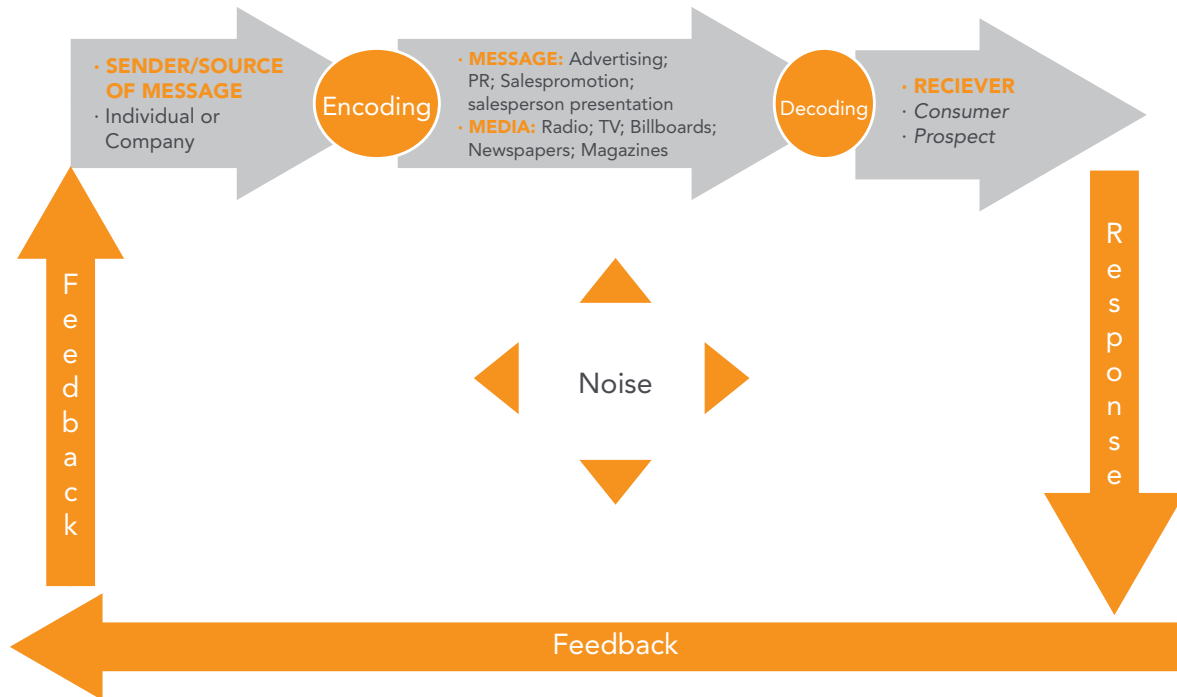 · SENDER/SOURCE
OF MESSAGE
· Individual or
Company
Encoding
· MESSAGE: Advertising;
PR; Salespromotion;
salesperson presentation
· MEDIA: Radio; TV; Billboards;
Newspapers; Magazines
Decoding
· RECIEVER
· Consumer
· Prospect
Response
Noise
Feedback
Feedback